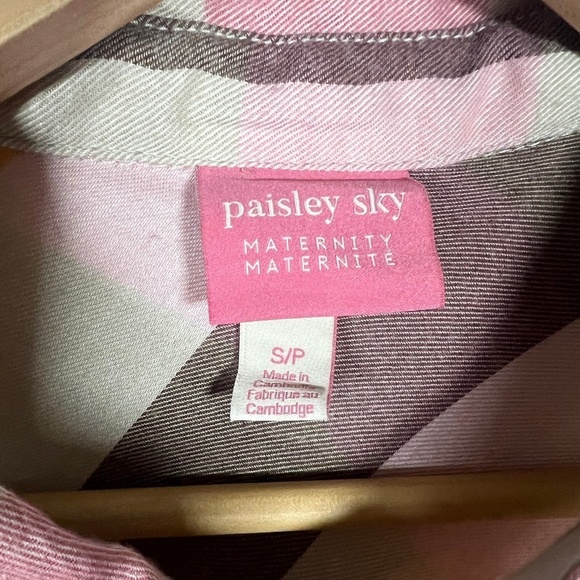 paisley sky
MATERNITY
MATERNITÉ
S/P
Made in
Cambodia
Fabriqué au
Cambodge